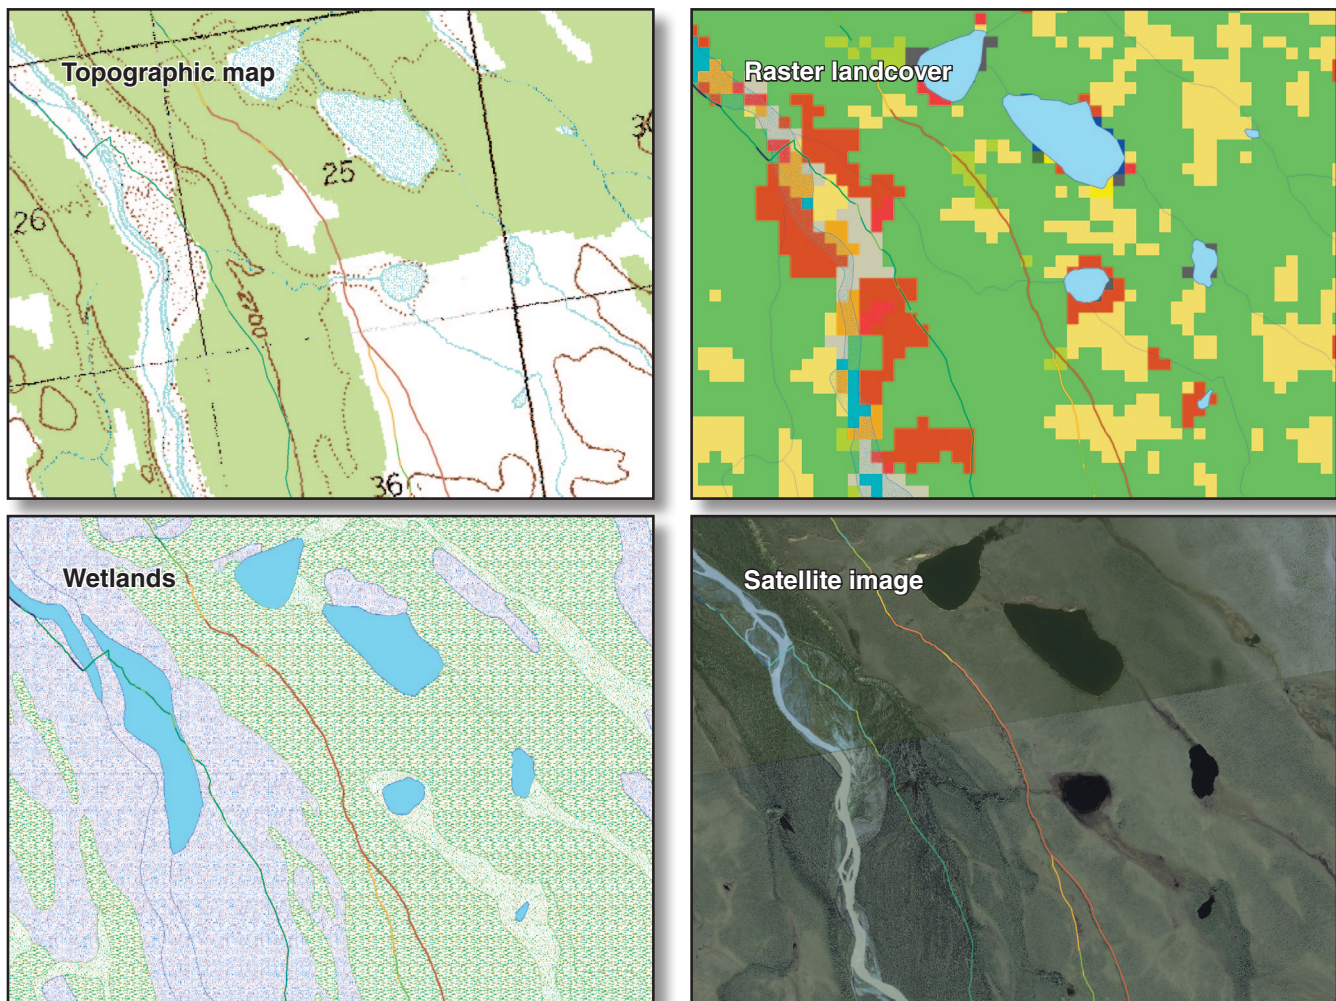 Topographic map
25
26
2700
36
Raster landcover
Wetlands
Satellite image